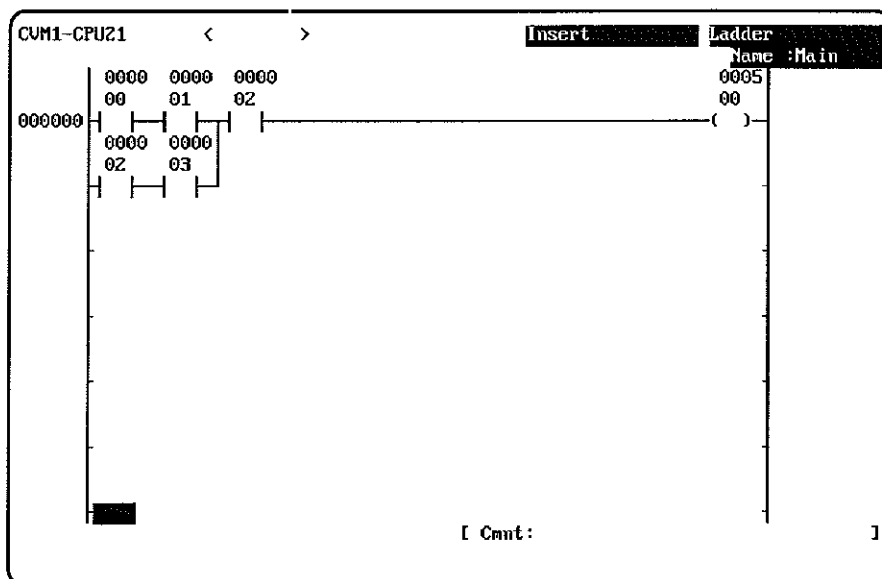 CVM1-CPU21 < > Insert Ladder
Name :Main
0000 0000 0000 0005
00 01 02 00
000000 ( )
0000 0000
02 03
[ Cmnt: ]